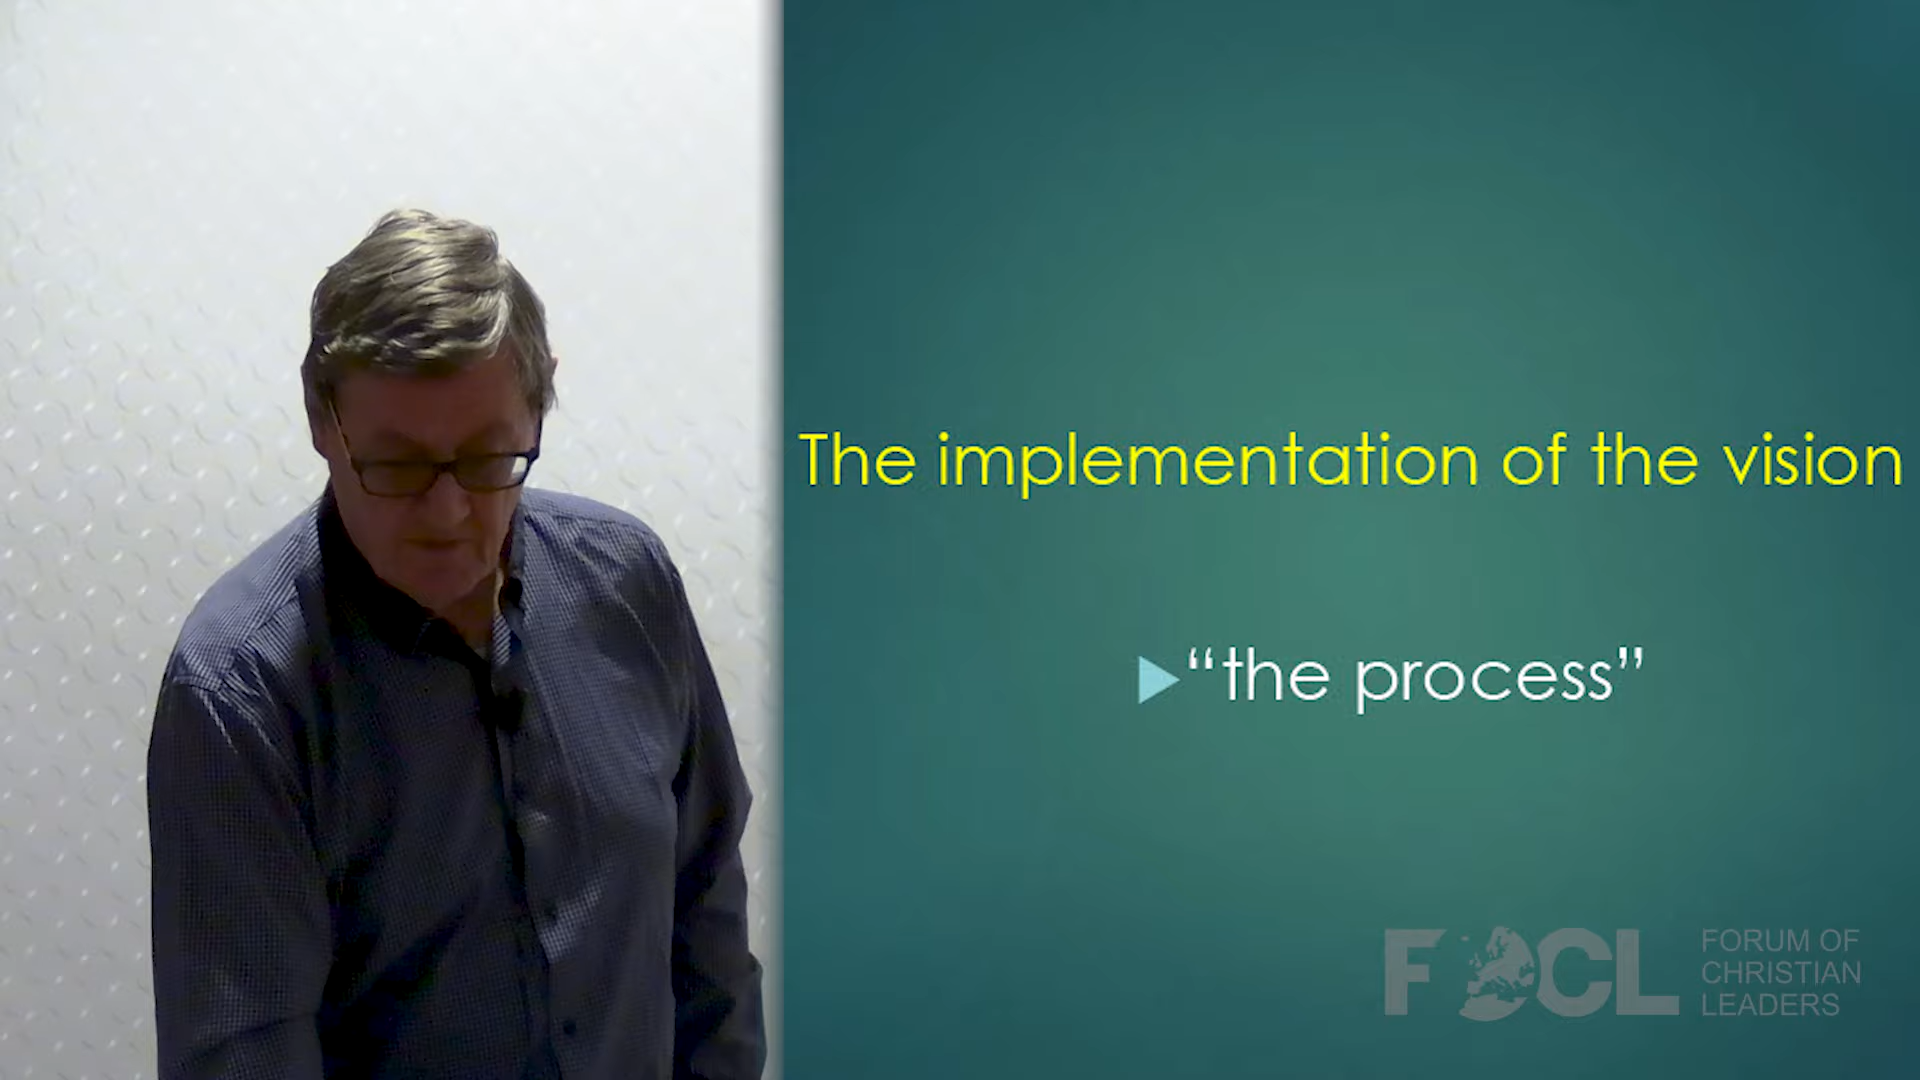 The implementation of the vision
“the process”
FOCL
FORUM OF
CHRISTIAN
LEADERS